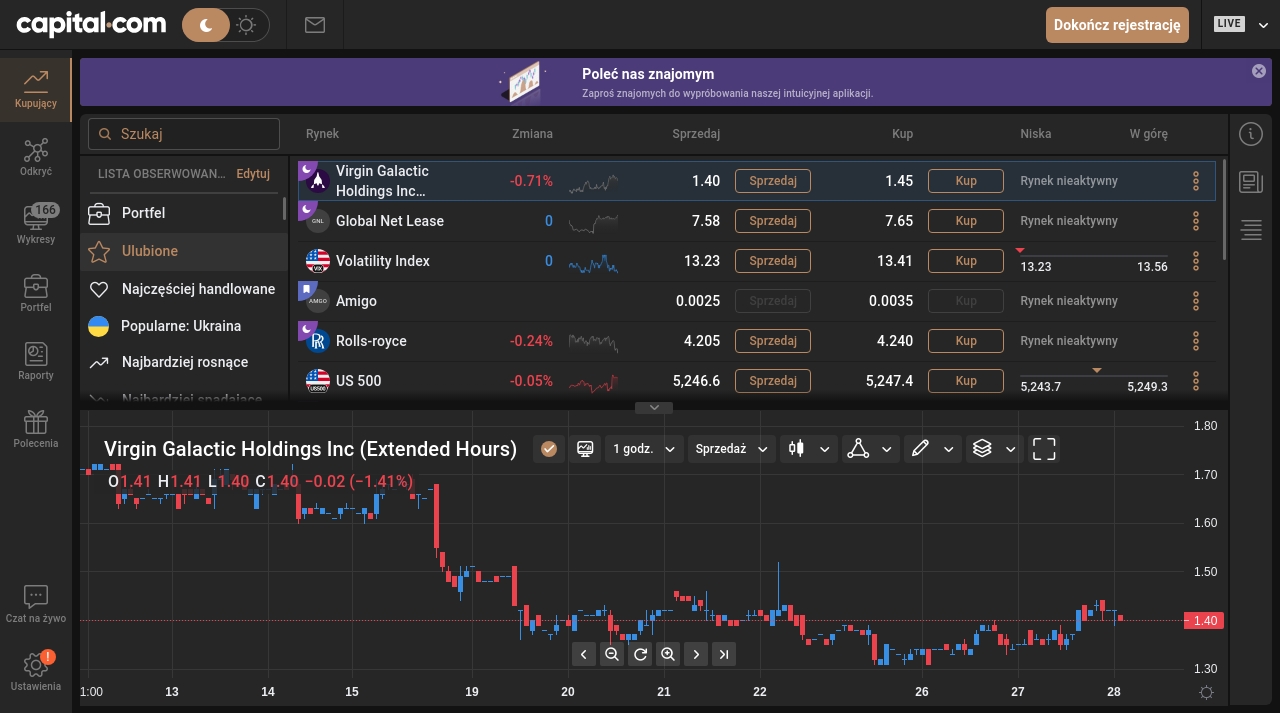 capital.com
Dokończ rejestrację
LIVE
Kupujący
Poleć nas znajomym
Zaproś znajomych do wypróbowania naszej intuicyjnej aplikacji.
Szukaj
Rynek Zmiana Sprzedaj Kup Niska W górę
Odkryć
166
Wykresy
Portfel
Raporty
Polecenia
Czat na żywo
!
Ustawienia
LISTA OBSERWOWAN... Edytuj
Portfel
Ulubione
Najczęściej handlowane
Popularne: Ukraina
Najbardziej rosnące
Najbardziej spadające
Virgin Galactic
Holdings Inc... -0.71% 1.40 Sprzedaj 1.45 Kup Rynek nieaktywny
GNL Global Net Lease 0 7.58 Sprzedaj 7.65 Kup Rynek nieaktywny
VIX Volatility Index 0 13.23 Sprzedaj 13.41 Kup 13.23 13.56
AMIGO Amigo 0.0025 Sprzedaj 0.0035 Kup Rynek nieaktywny
Rolls-royce -0.24% 4.205 Sprzedaj 4.240 Kup Rynek nieaktywny
US500 US 500 -0.05% 5,246.6 Sprzedaj 5,247.4 Kup 5,243.7 5,249.3
Virgin Galactic Holdings Inc (Extended Hours) 1 godz. Sprzedaż
O1.41 H1.41 L1.40 C1.40 −0.02 (−1.41%)
1.80
1.70
1.60
1.50
1.40
1.30
1:00 13 14 15 19 20 21 22 26 27 28